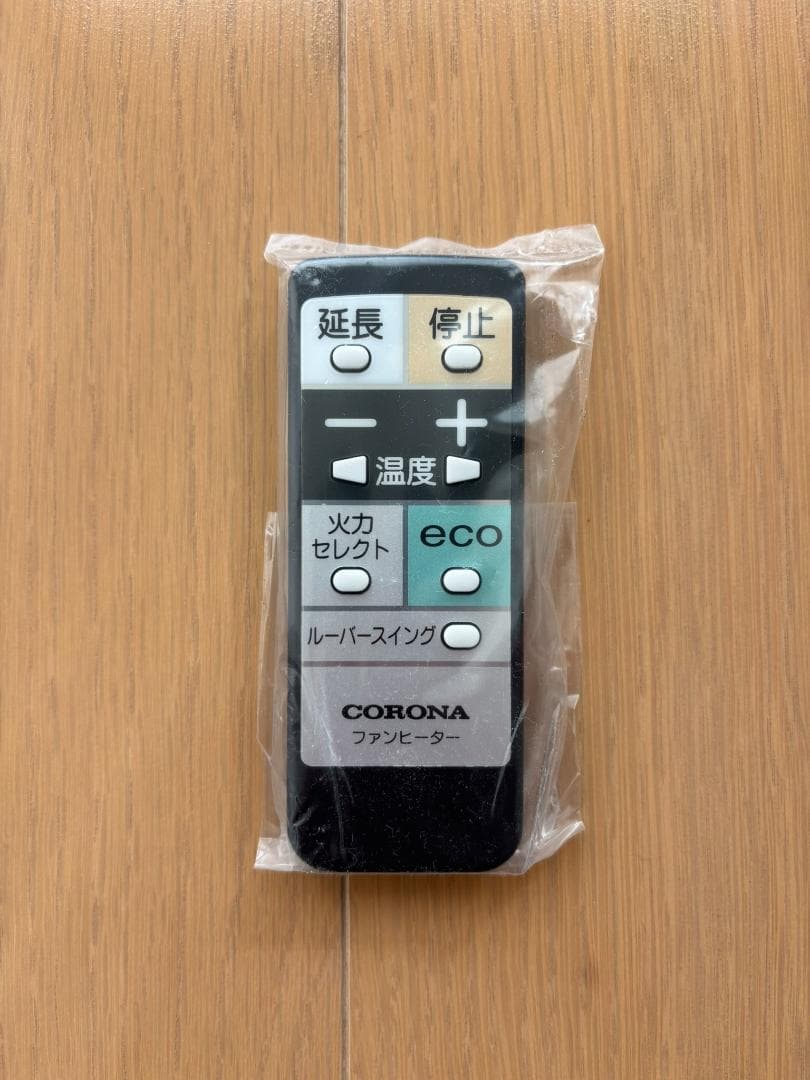 延長 停止
－ ＋
温度
火力
セレクト
eco
ルーバースイング
CORONA
ファンヒーター